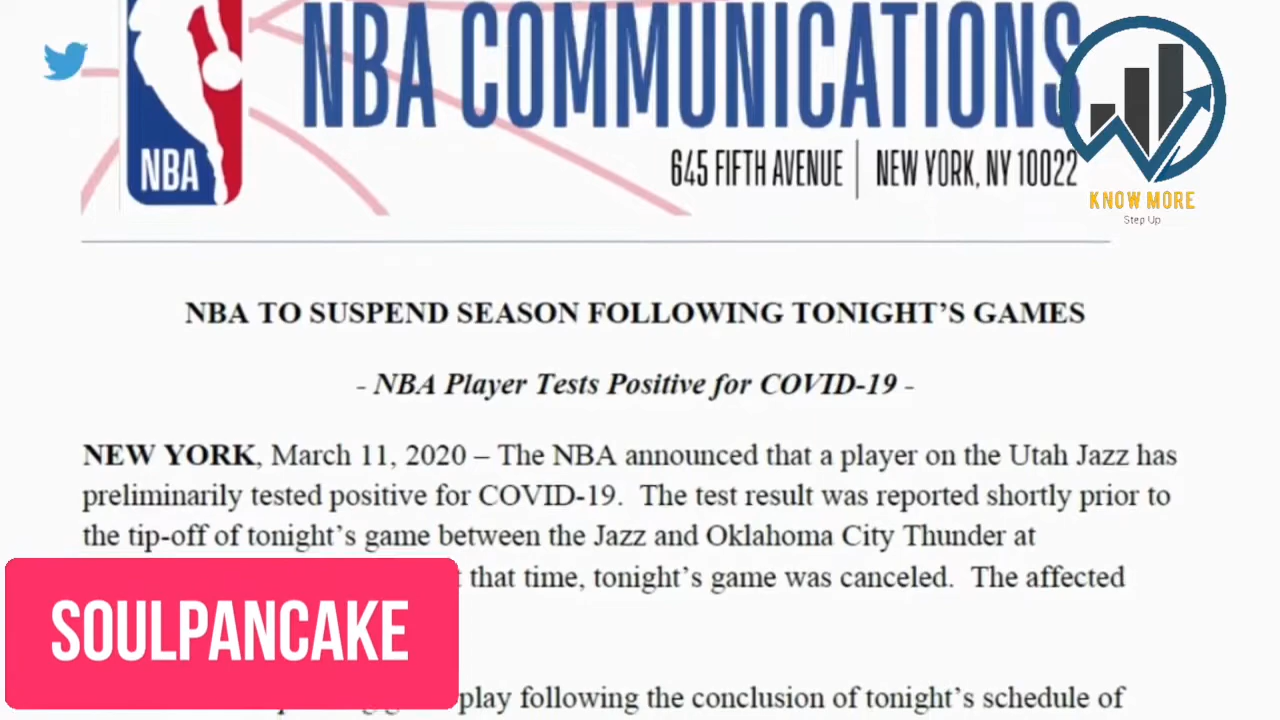 NBA COMMUNICATIONS
NBA
645 FIFTH AVENUE | NEW YORK, NY 10022
KNOW MORE
Step Up
NBA TO SUSPEND SEASON FOLLOWING TONIGHT’S GAMES
- NBA Player Tests Positive for COVID-19 -
NEW YORK, March 11, 2020 – The NBA announced that a player on the Utah Jazz has
preliminarily tested positive for COVID-19. The test result was reported shortly prior to
the tip-off of tonight’s game between the Jazz and Oklahoma City Thunder at
that time, tonight’s game was canceled. The affected
SOULPANCAKE
play following the conclusion of tonight’s schedule of